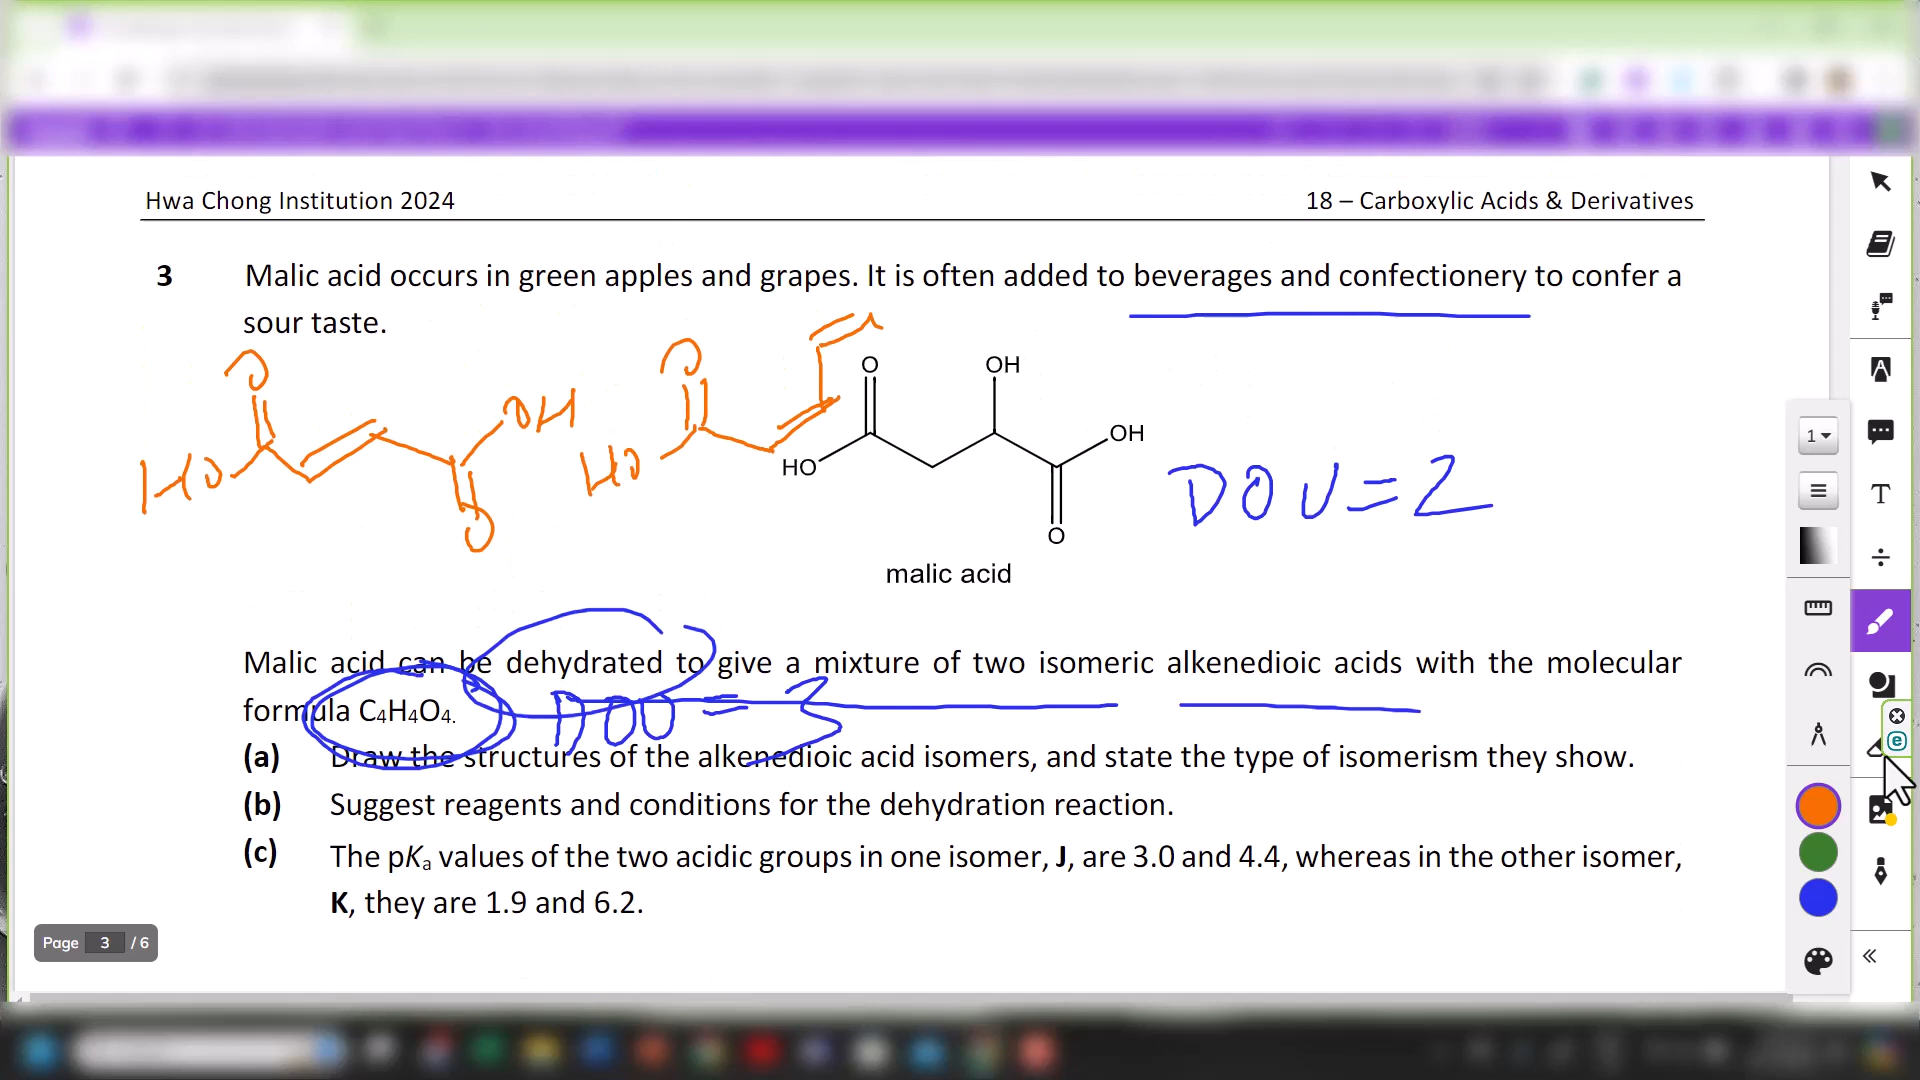 Hwa Chong Institution 2024
18 – Carboxylic Acids & Derivatives
3 Malic acid occurs in green apples and grapes. It is often added to beverages and confectionery to confer a
sour taste.
O
HO
OH
O
O
HO
O
OH
HO
OH
O
DOU = 2
malic acid
Malic acid can be dehydrated to give a mixture of two isomeric alkenedioic acids with the molecular
formula C₄H₄O₄.
DOU = 3
(a) Draw the structures of the alkenedioic acid isomers, and state the type of isomerism they show.
(b) Suggest reagents and conditions for the dehydration reaction.
(c) The pKₐ values of the two acidic groups in one isomer, J, are 3.0 and 4.4, whereas in the other isomer,
K, they are 1.9 and 6.2.
Page 3 / 6
1
A
T
e